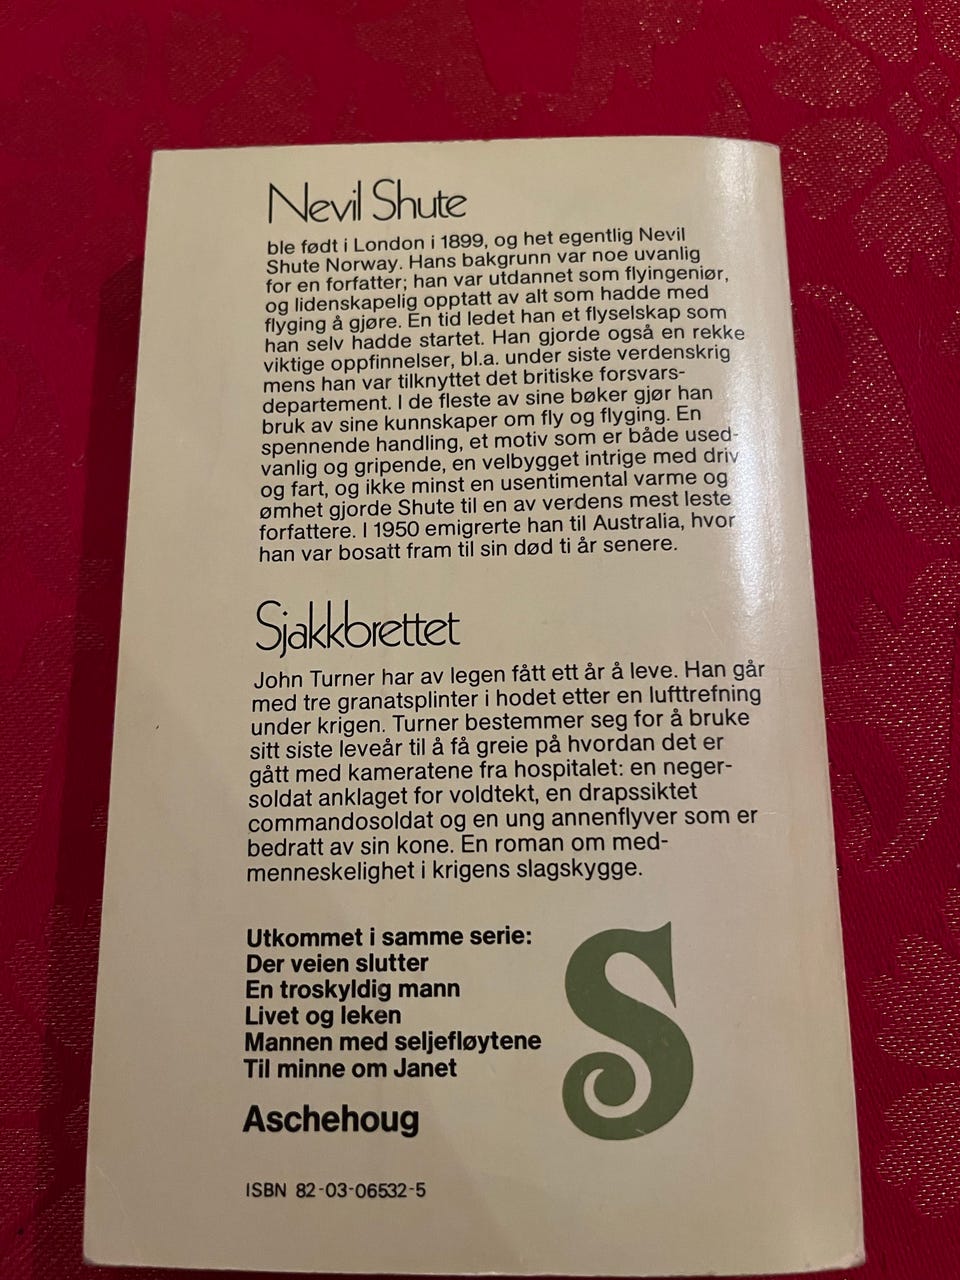 Nevil Shute
ble født i London i 1899, og het egentlig Nevil
Shute Norway. Hans bakgrunn var noe uvanlig
for en forfatter; han var utdannet som flyingeniør,
og lidenskapelig opptatt av alt som hadde med
flyging å gjøre. En tid ledet han et flyselskap som
han selv hadde startet. Han gjorde også en rekke
viktige oppfinnelser, bl.a. under siste verdenskrig
mens han var tilknyttet det britiske forsvars-
departement. I de fleste av sine bøker gjør han
bruk av sine kunnskaper om fly og flyging. En
spennende handling, et motiv som er både used-
vanlig og gripende, en velbygget intrige med driv
og fart, og ikke minst en usentimental varme og
ømhet gjorde Shute til en av verdens mest leste
forfattere. I 1950 emigrerte han til Australia, hvor
han var bosatt fram til sin død ti år senere.
Sjakkbrettet
John Turner har av legen fått ett år å leve. Han går
med tre granatsplinter i hodet etter en lufttrefning
under krigen. Turner bestemmer seg for å bruke
sitt siste leveår til å få greie på hvordan det er
gått med kameratene fra hospitalet: en neger-
soldat anklaget for voldtekt, en drapssiktet
commandosoldat og en ung annenflyver som er
bedratt av sin kone. En roman om med-
menneskelighet i krigens slagskygge.
Utkommet i samme serie:
Der veien slutter
En troskyldig mann
Livet og leken
Mannen med seljefløytene
Til minne om Janet
S
Aschehoug
ISBN 82-03-06532-5